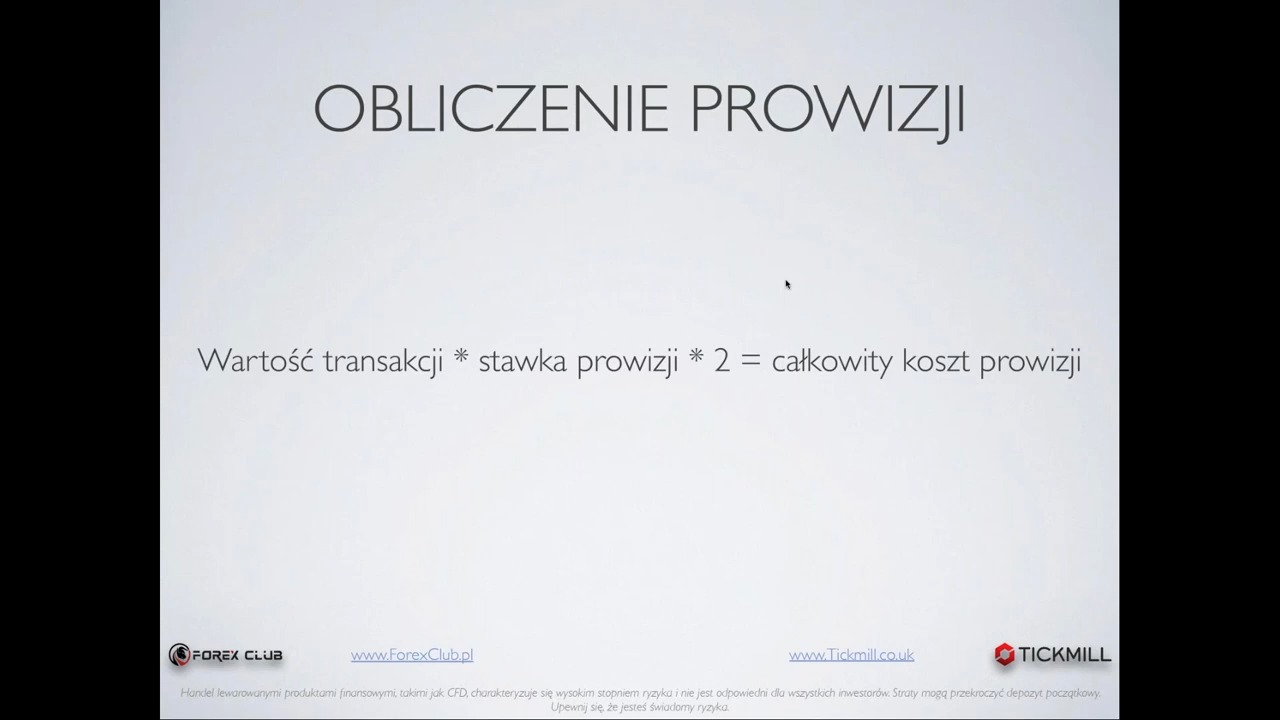 OBLICZENIE PROWIZJI
Wartość transakcji * stawka prowizji * 2 = całkowity koszt prowizji
FOREX CLUB
www.ForexClub.pl
www.Tickmill.co.uk
TICKMILL
Handel lewarowanymi produktami finansowymi, takimi jak CFD, charakteryzuje się wysokim stopniem ryzyka i nie jest odpowiedni dla wszystkich inwestorów. Straty mogą przekroczyć depozyt początkowy.
Upewnij się, że jesteś świadomy ryzyka.